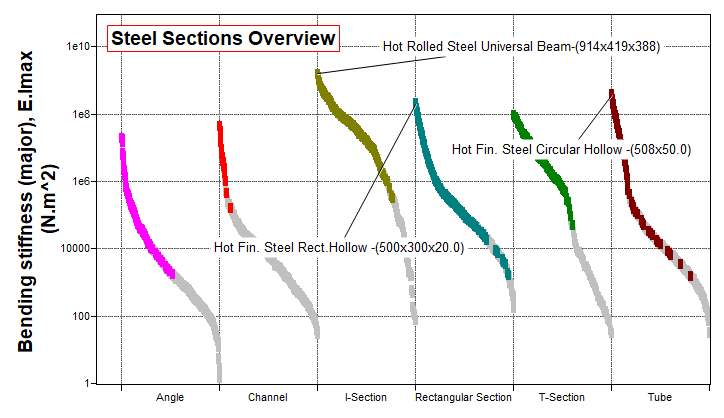 Steel Sections Overview
Hot Rolled Steel Universal Beam-(914x419x388)
Hot Fin. Steel Circular Hollow -(508x50.0)
Hot Fin. Steel Rect.Hollow -(500x300x20.0)
Bending stiffness (major), E.Imax
(N.m^2)
1e10
1e8
1e6
10000
100
1
Angle
Channel
I-Section
Rectangular Section
T-Section
Tube